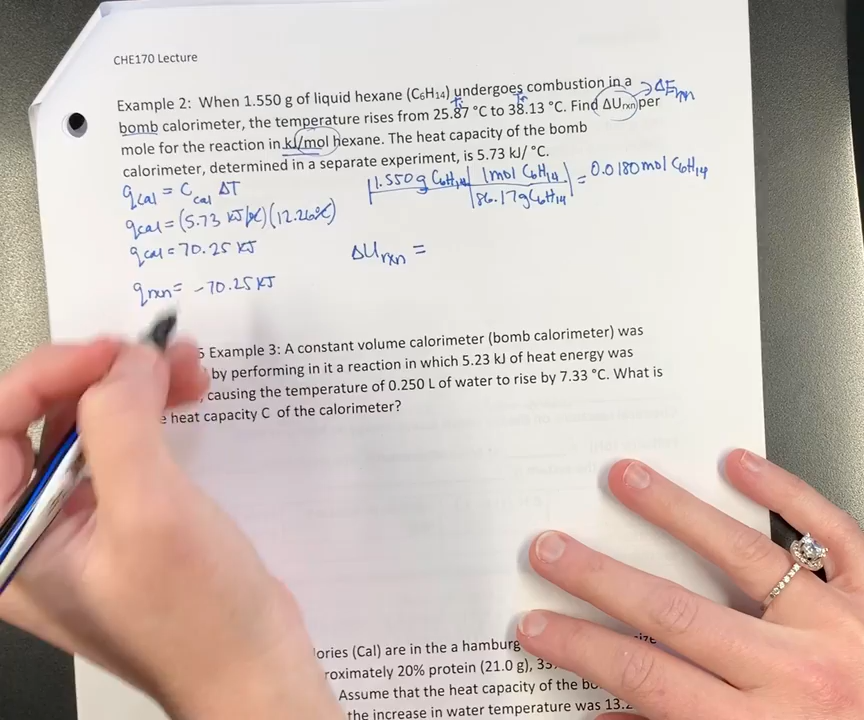 CHE170 Lecture
Example 2: When 1.550 g of liquid hexane (C6H14) undergoes combustion in a
bomb calorimeter, the temperature rises from 25.87 °C to 38.13 °C. Find ΔUrxn per
→ΔErxn
mole for the reaction in kJ/mol hexane. The heat capacity of the bomb
calorimeter, determined in a separate experiment, is 5.73 kJ/ °C.
qcal = Ccal ΔT
1.550 g C6H14 | 1 mol C6H14 = 0.0180 mol C6H14
86.17g C6H14
qcal = (5.73 kJ/°C)(12.26°C)
qcal = 70.25 kJ
ΔUrxn =
qrxn = -70.25 kJ
Example 3: A constant volume calorimeter (bomb calorimeter) was
by performing in it a reaction in which 5.23 kJ of heat energy was
, causing the temperature of 0.250 L of water to rise by 7.33 °C. What is
e heat capacity C of the calorimeter?
lories (Cal) are in the a hamburg
roximately 20% protein (21.0 g), 33.
Assume that the heat capacity of the bo
the increase in water temperature was 13.2